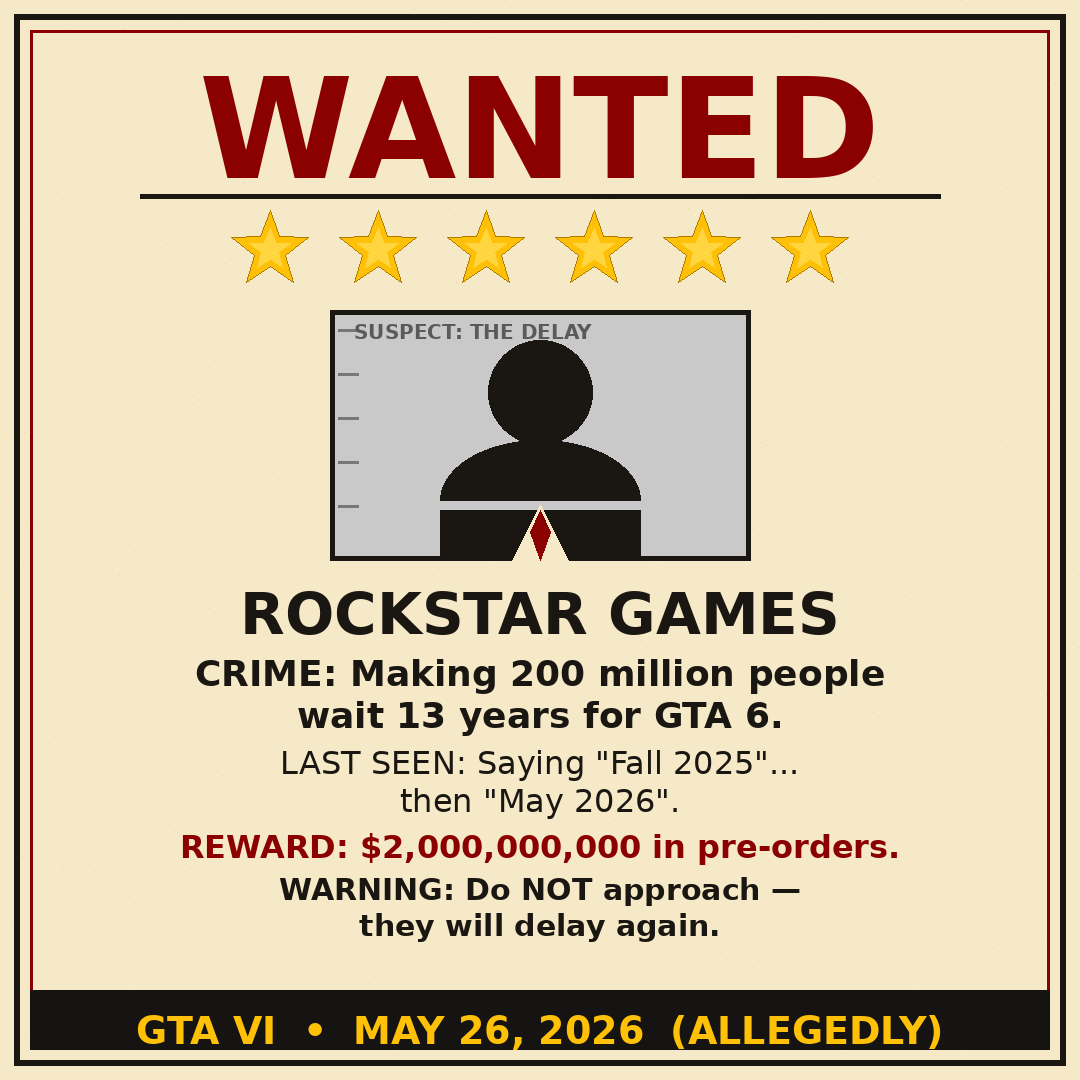 WANTED
SUSPECT: THE DELAY
ROCKSTAR GAMES
CRIME: Making 200 million people
wait 13 years for GTA 6.
LAST SEEN: Saying "Fall 2025"...
then "May 2026".
REWARD: $2,000,000,000 in pre-orders.
WARNING: Do NOT approach —
they will delay again.
GTA VI • MAY 26, 2026 (ALLEGEDLY)